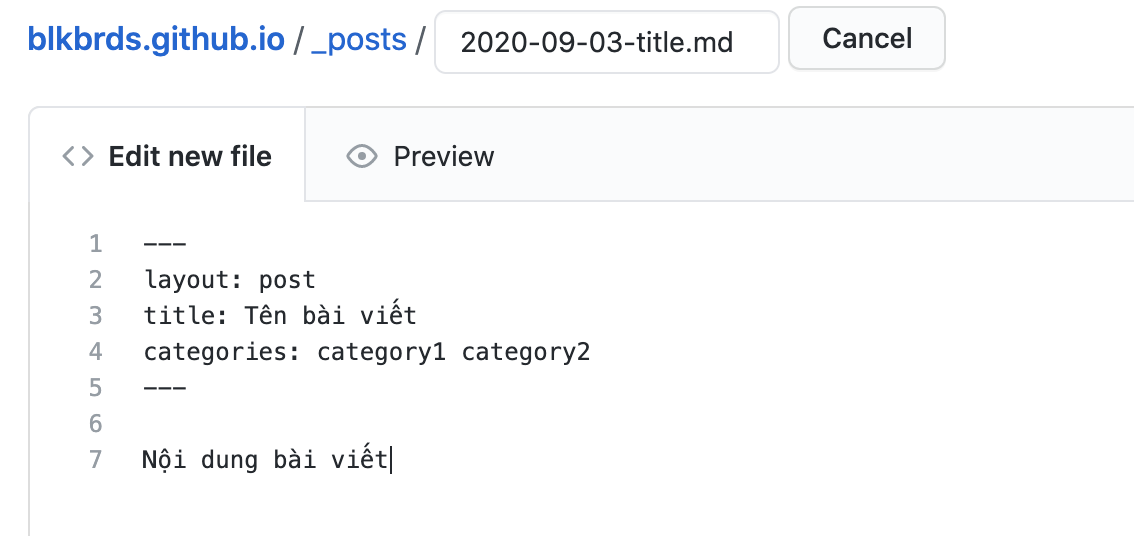 blkbrds.github.io / _posts / 2020-09-03-title.md Cancel
<> Edit new file Preview
1 ---
2 layout: post
3 title: Tên bài viết
4 categories: category1 category2
5 ---
6
7 Nội dung bài viết